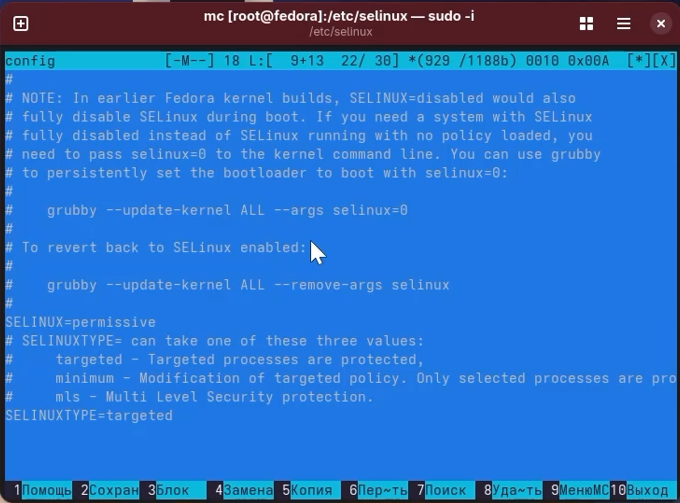 mc [root@fedora]:/etc/selinux — sudo -i
/etc/selinux
config [-M--] 18 L:[ 9+13 22/ 30] *(929 /1188b) 0010 0x00A [*][X]
#
# NOTE: In earlier Fedora kernel builds, SELINUX=disabled would also
# fully disable SELinux during boot. If you need a system with SELinux
# fully disabled instead of SELinux running with no policy loaded, you
# need to pass selinux=0 to the kernel command line. You can use grubby
# to persistently set the bootloader to boot with selinux=0:
#
#    grubby --update-kernel ALL --args selinux=0
#
# To revert back to SELinux enabled:
#
#    grubby --update-kernel ALL --remove-args selinux
#
SELINUX=permissive
# SELINUXTYPE= can take one of these three values:
#     targeted - Targeted processes are protected,
#     minimum - Modification of targeted policy. Only selected processes are pro
#     mls - Multi Level Security protection.
SELINUXTYPE=targeted
1Помощь 2Сохран 3Блок 4Замена 5Копия 6Пер~ть 7Поиск 8Уда~ть 9МенюMC 10Выход